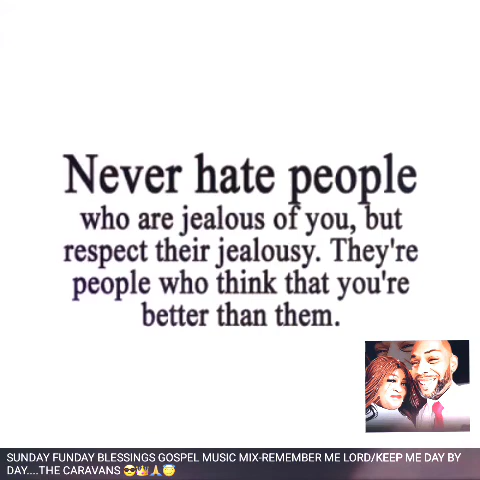 Never hate people
who are jealous of you, but
respect their jealousy. They're
people who think that you're
better than them.
SUNDAY FUNDAY BLESSINGS GOSPEL MUSIC MIX-REMEMBER ME LORD/KEEP ME DAY BY
DAY....THE CARAVANS 😎👑🙏😇